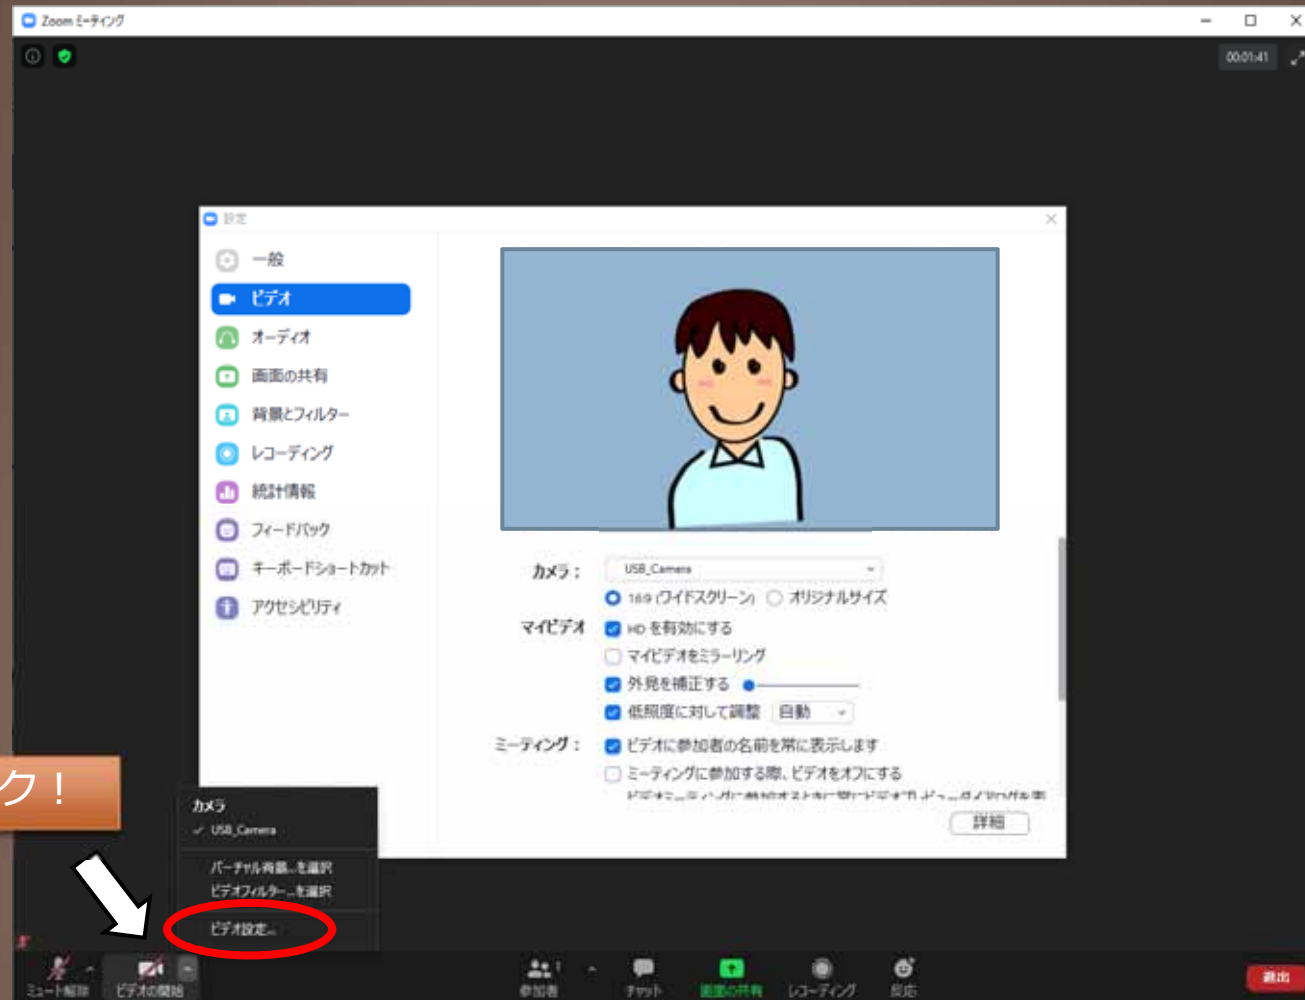 Zoom ミーティング
00:01:41
設定
一般
ビデオ
オーディオ
画面の共有
背景とフィルター
レコーディング
統計情報
フィードバック
キーボードショートカット
アクセシビリティ
カメラ：
USB_Camera
16:9 (ワイドスクリーン) オリジナルサイズ
マイビデオ HD を有効にする
マイビデオをミラーリング
外見を補正する
低照度に対して調整 自動
ミーティング： ビデオに参加者の名前を常に表示します
ミーティングに参加する際、ビデオをオフにする
詳細
ク！
カメラ
USB_Camera
バーチャル背景...を選択
ビデオフィルター...を選択
ビデオ設定...
ミュート解除 ビデオの開始 参加者 1 チャット 画面の共有 レコーディング 反応 退出